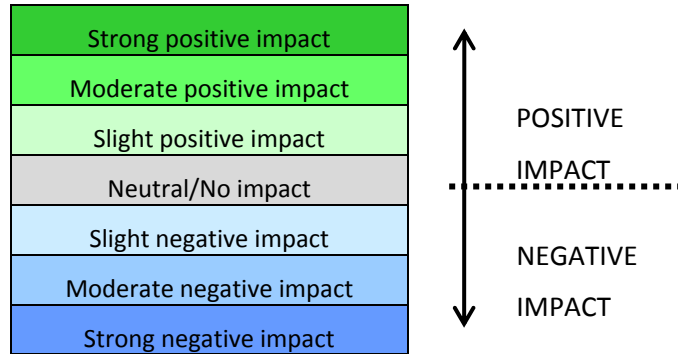 Strong positive impact
Moderate positive impact
Slight positive impact
Neutral/No impact
Slight negative impact
Moderate negative impact
Strong negative impact
POSITIVE
IMPACT
NEGATIVE
IMPACT